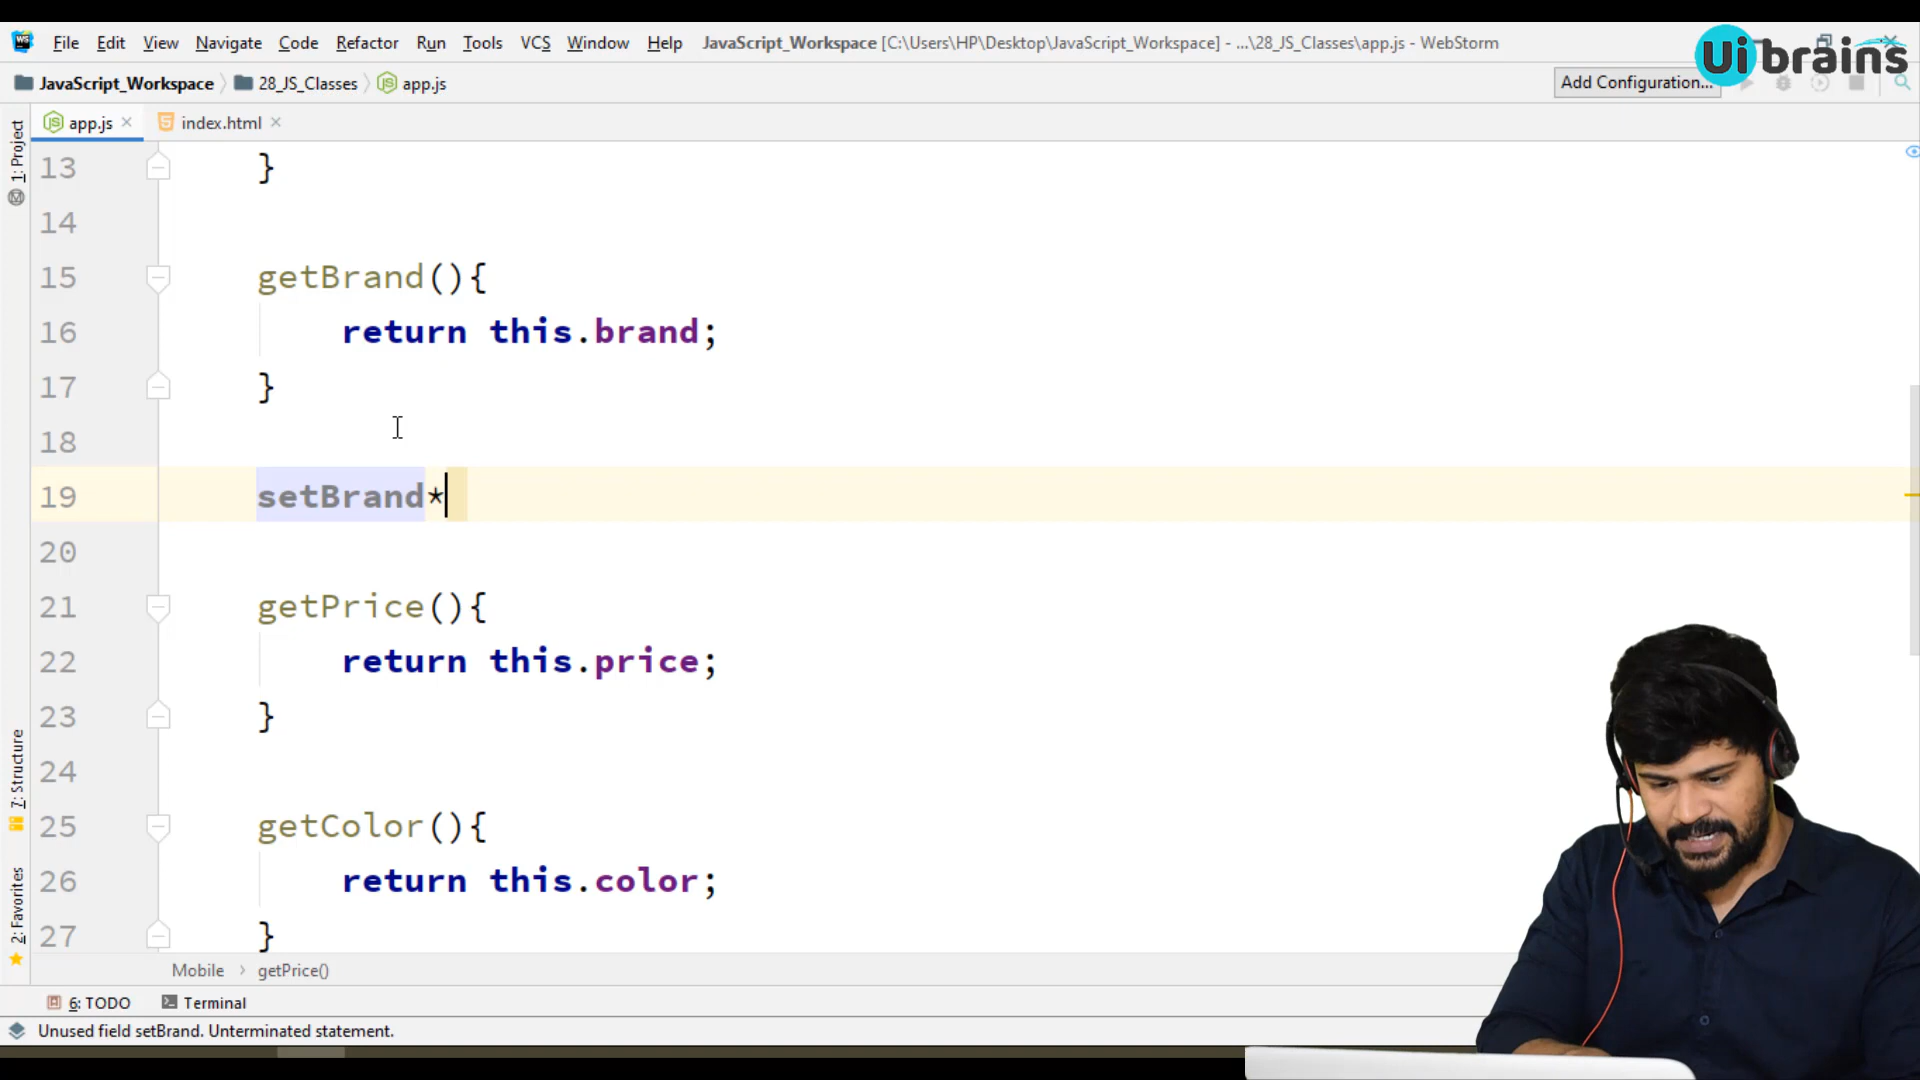 File Edit View Navigate Code Refactor Run Tools VCS Window Help JavaScript_Workspace [C:\Users\HP\Desktop\JavaScript_Workspace] - ...\28_JS_Classes\app.js - WebStorm
Ui brains
JavaScript_Workspace 28_JS_Classes app.js Add Configuration...
app.js index.html
1: Project
7: Structure
2: Favorites
13 }
14
15 getBrand(){
16 return this.brand;
17 }
18
19 setBrand*
20
21 getPrice(){
22 return this.price;
23 }
24
25 getColor(){
26 return this.color;
27 }
Mobile › getPrice()
6: TODO Terminal
Unused field setBrand. Unterminated statement.